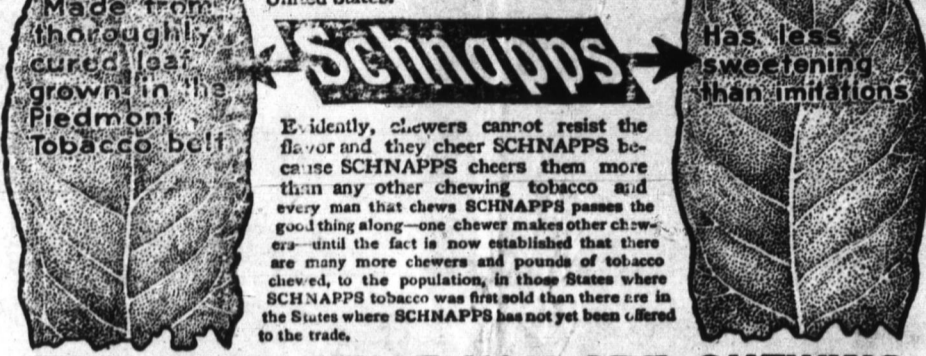 United States.
Made from
thoroughly
cured leaf
grown in the
Piedmont
Tobacco belt
Schnapps
Has less
sweetening
than imitations
Evidently, chewers cannot resist the
flavor and they cheer SCHNAPPS be-
cause SCHNAPPS cheers them more
than any other chewing tobacco and
every man that chews SCHNAPPS passes the
good thing along—one chewer makes other chew-
ers—until the fact is now established that there
are many more chewers and pounds of tobacco
chewed, to the population, in those States where
SCHNAPPS tobacco was first sold than there are in
the States where SCHNAPPS has not yet been offered
to the trade.